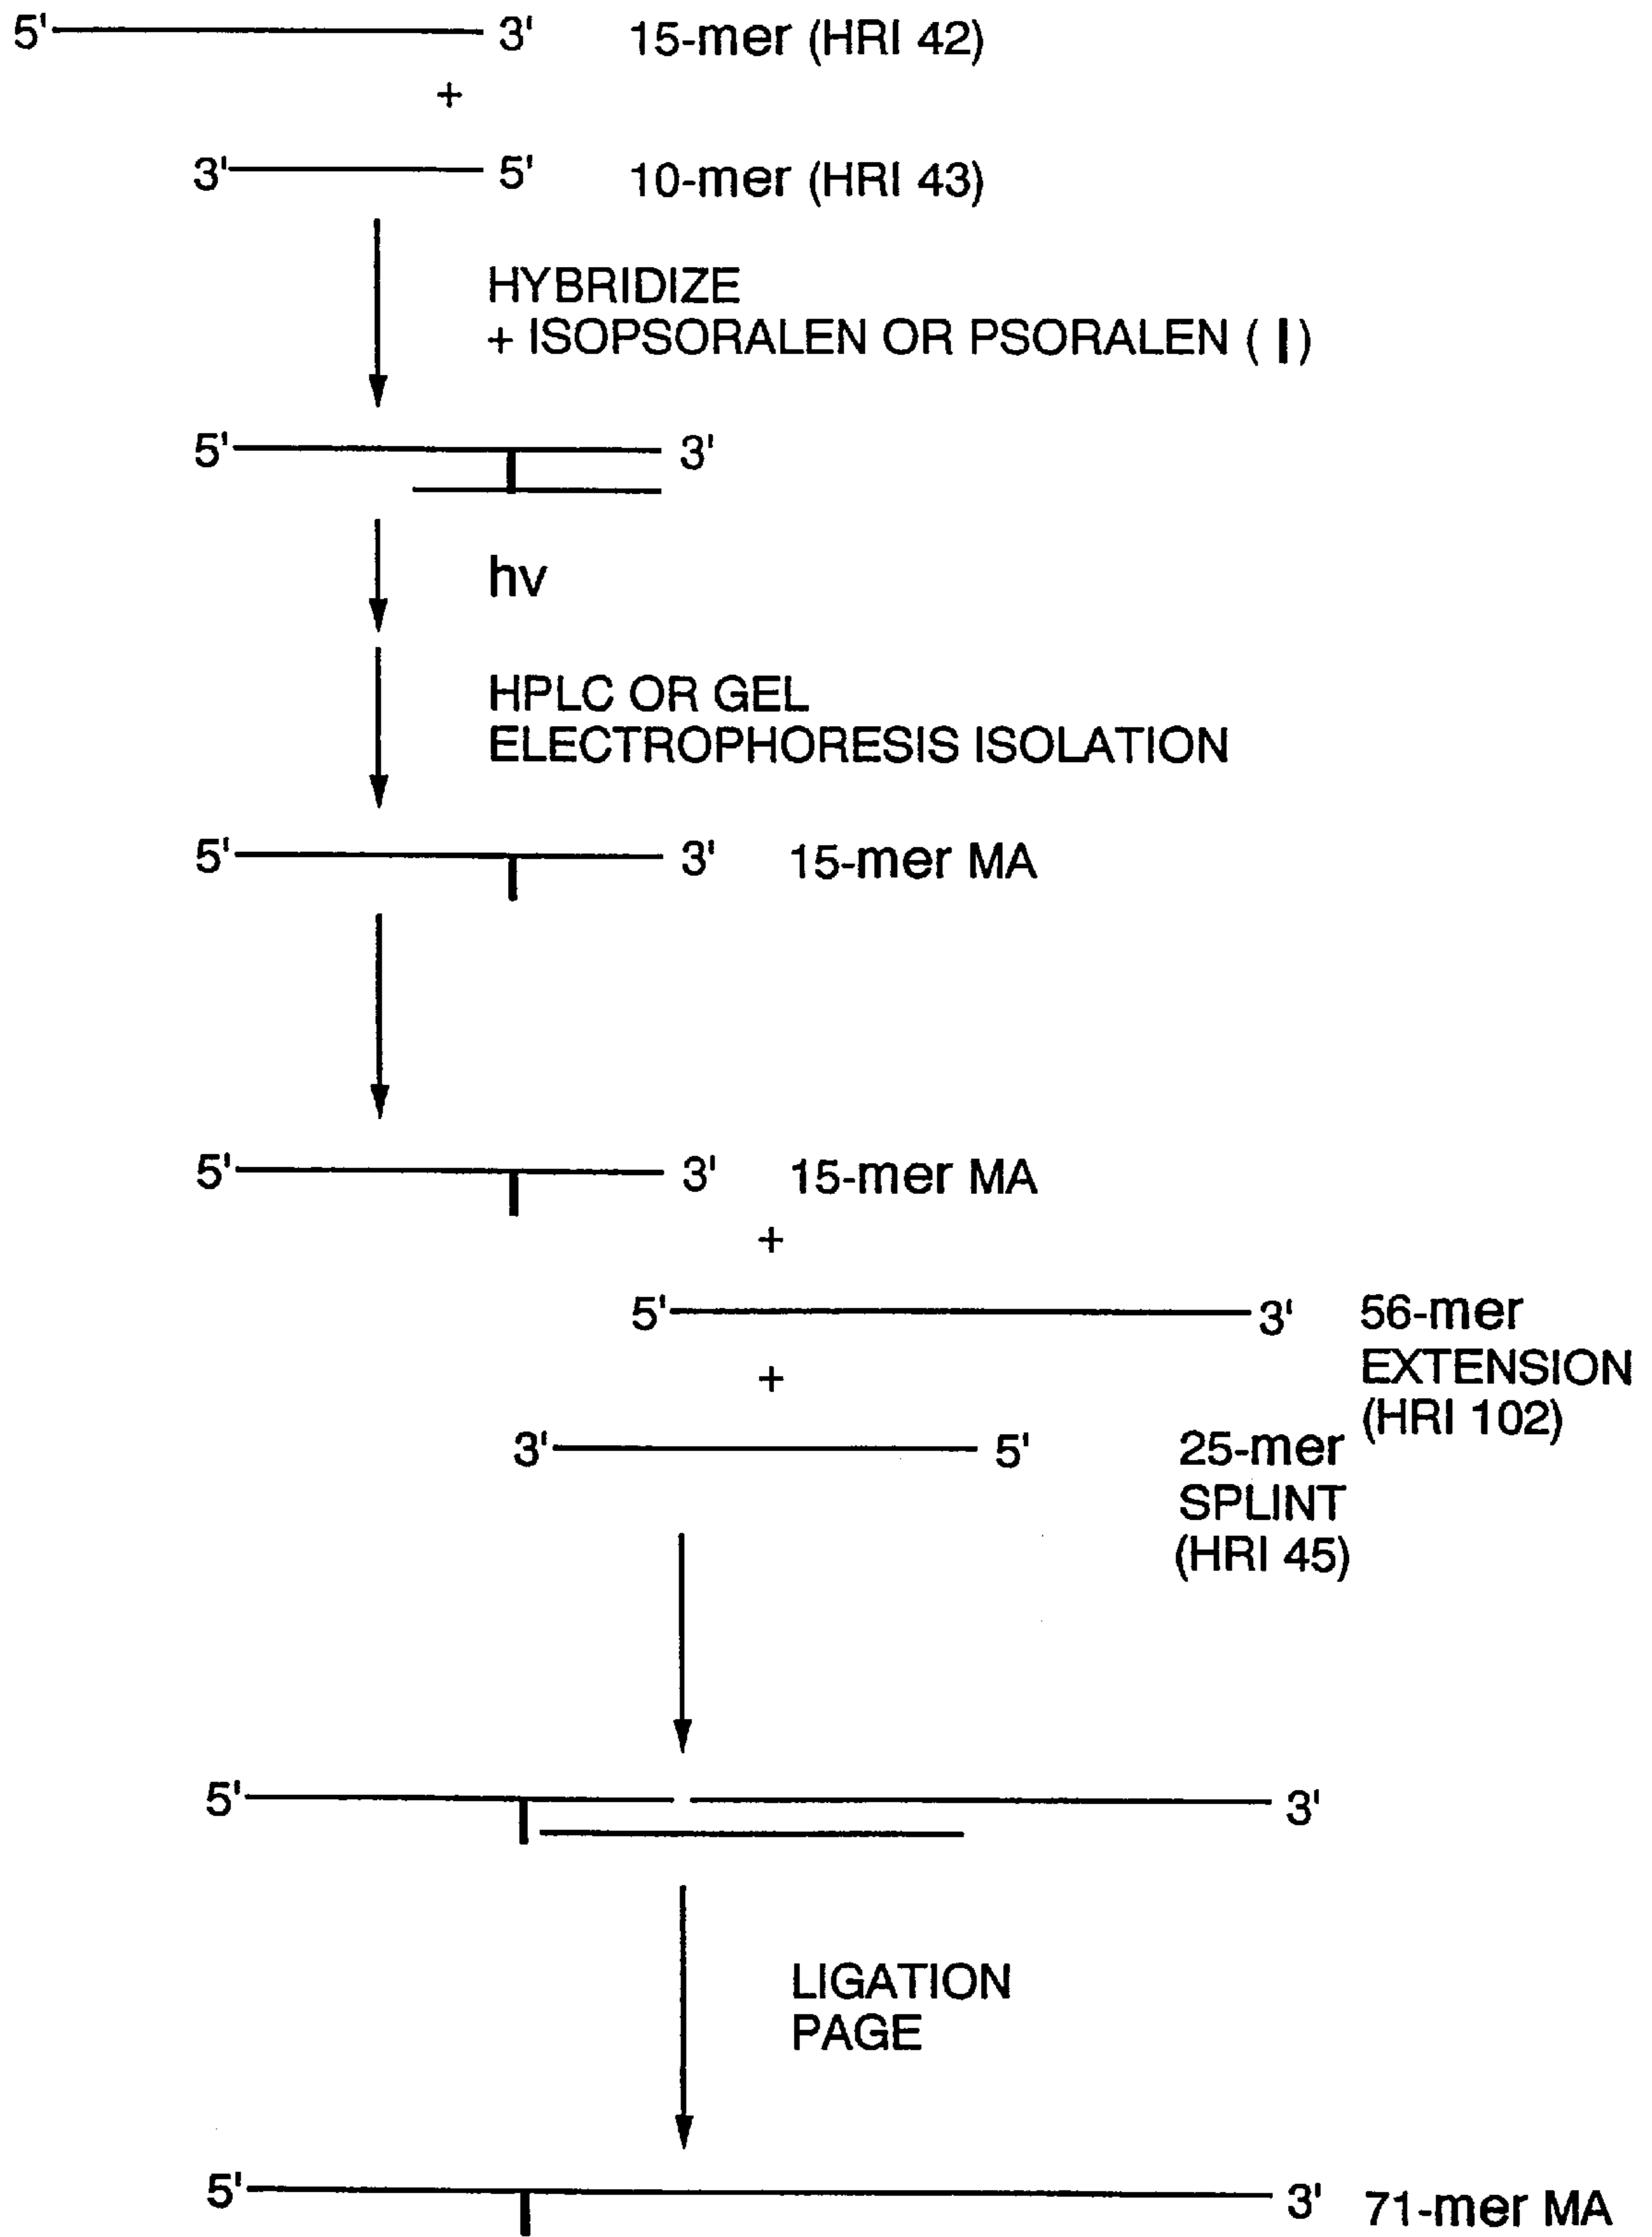 5' 3' 15-mer (HRI 42)
+
3' 5' 10-mer (HRI 43)
HYBRIDIZE
+ ISOPSORALEN OR PSORALEN ( | )
5' 3'
hν
HPLC OR GEL
ELECTROPHORESIS ISOLATION
5' 3' 15-mer MA
5' 3' 15-mer MA
+
5' 3' 56-mer
EXTENSION
(HRI 102)
+
3' 5' 25-mer
SPLINT
(HRI 45)
5' 3'
LIGATION
PAGE
5' 3' 71-mer MA